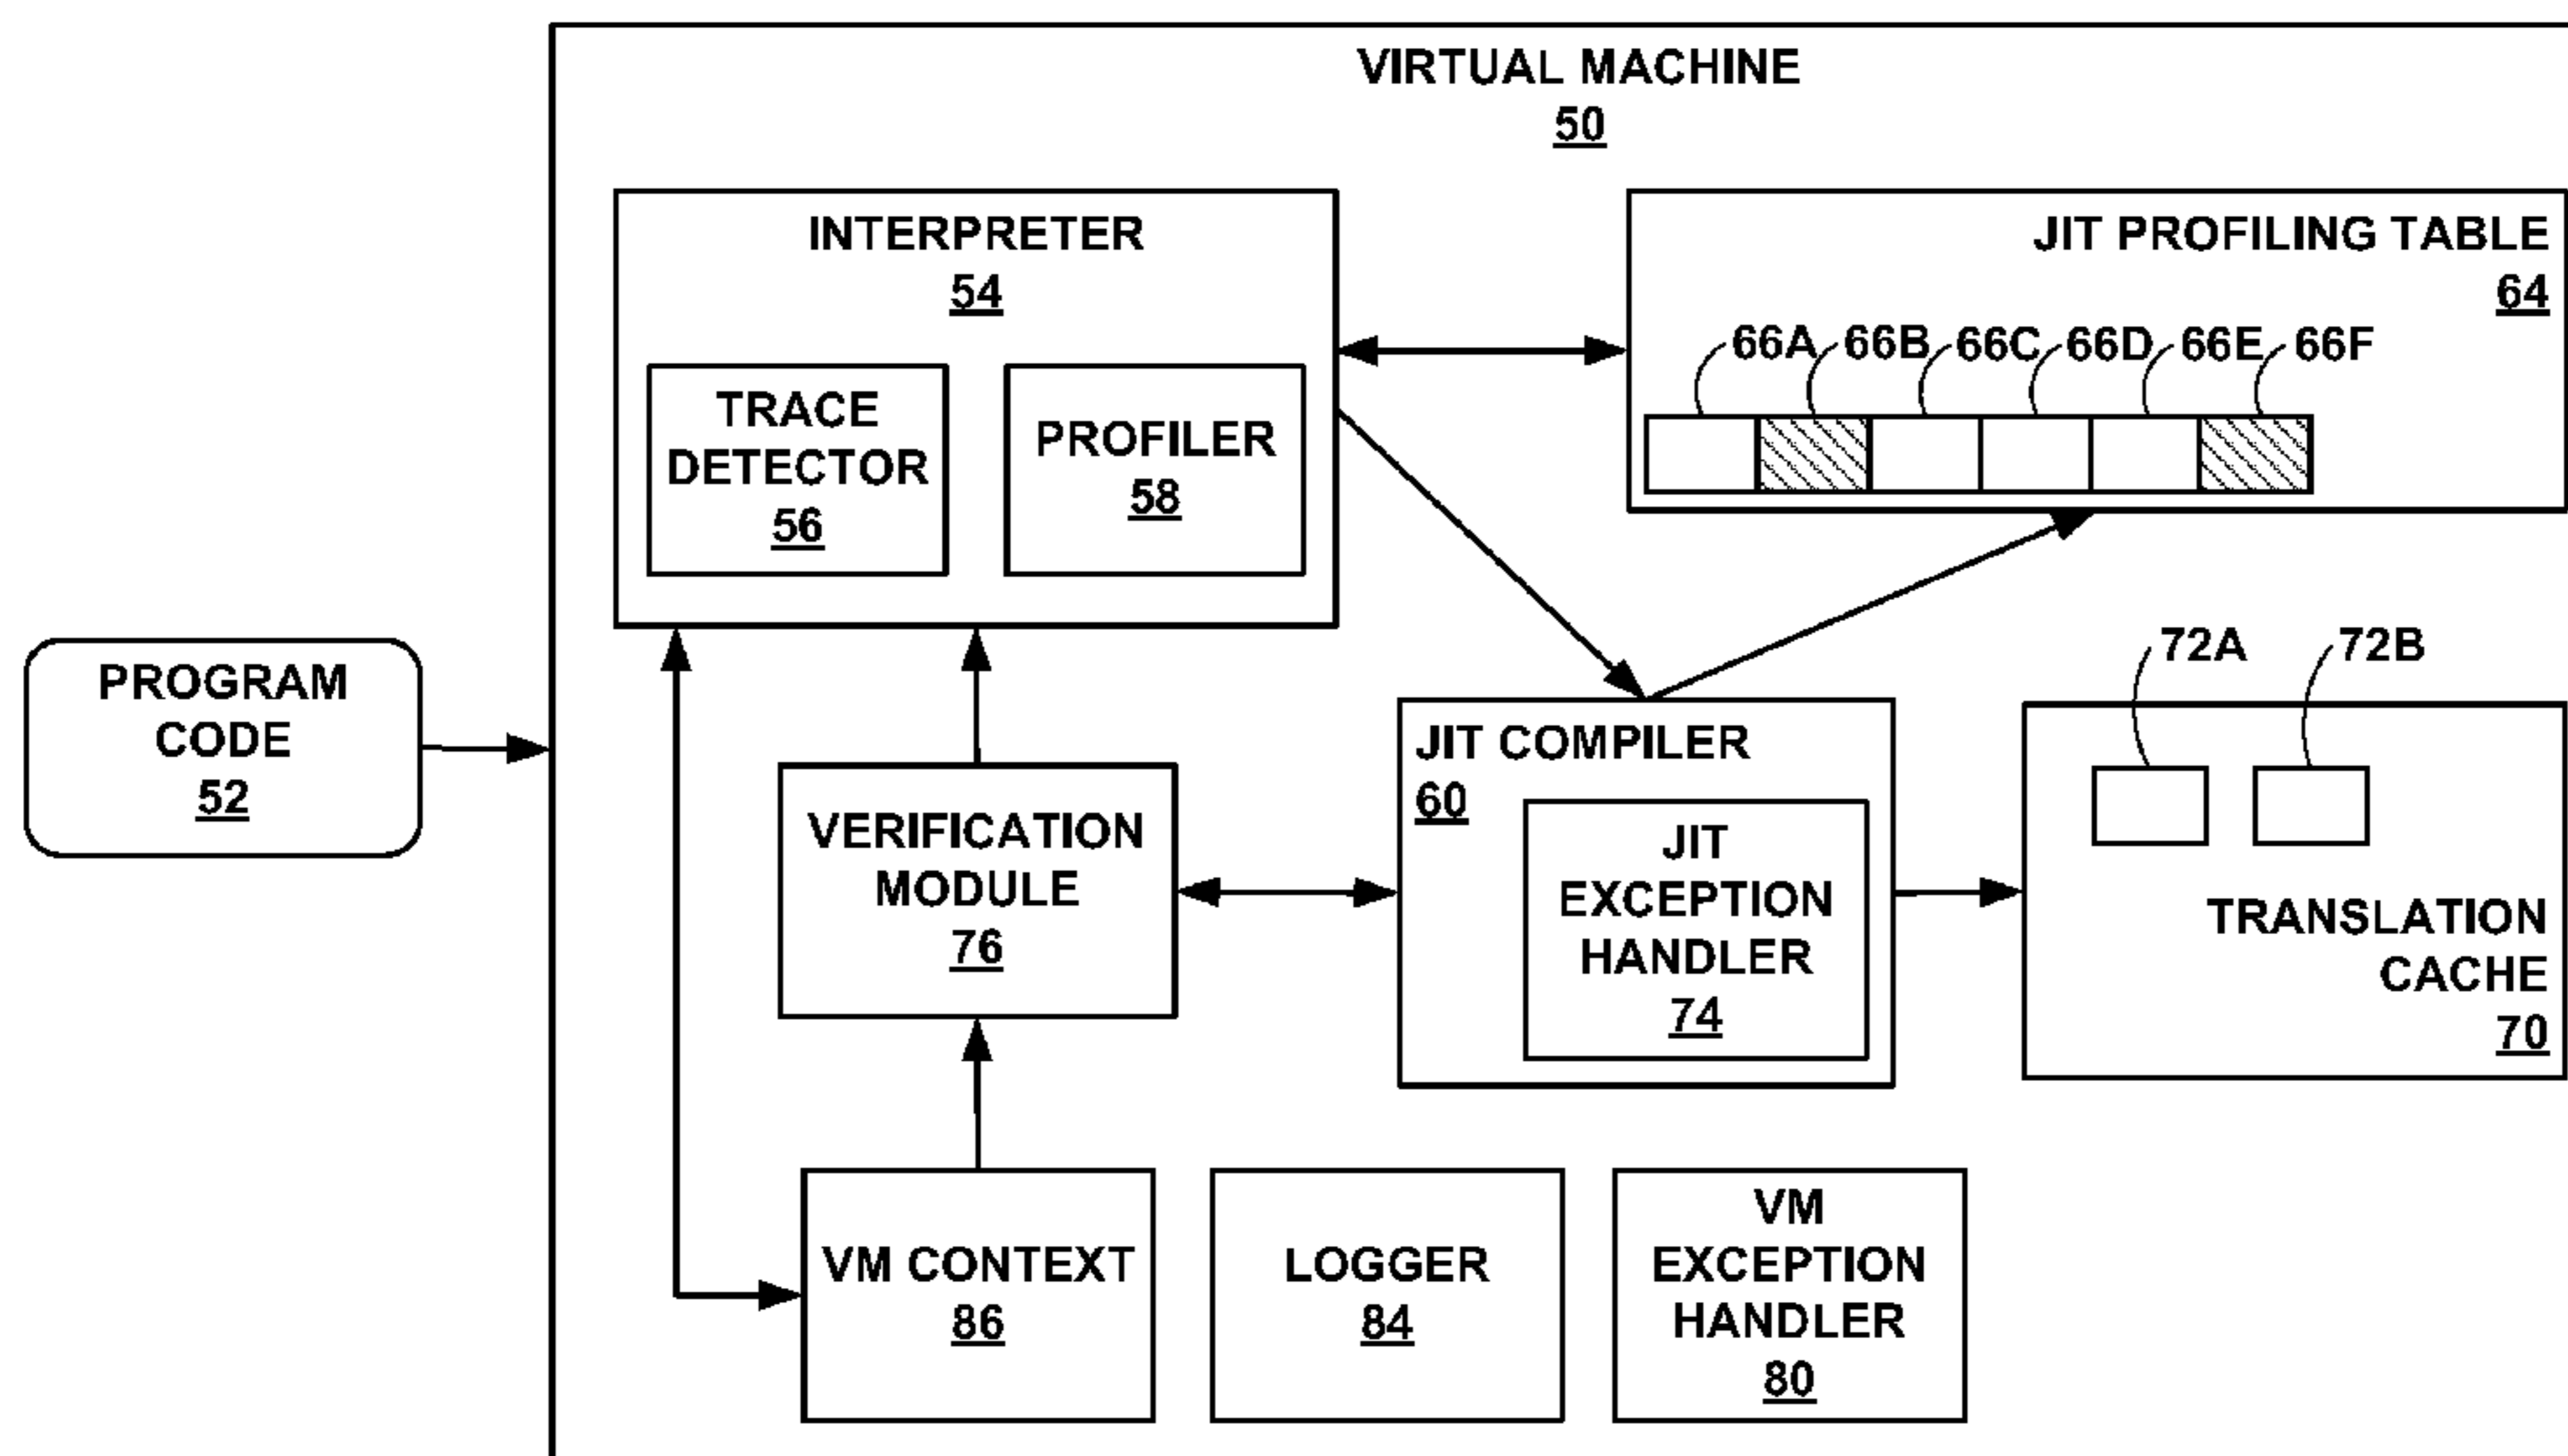 VIRTUAL MACHINE
50
INTERPRETER
54
TRACE
DETECTOR
56
PROFILER
58
JIT PROFILING TABLE
64
66A 66B 66C 66D 66E 66F
PROGRAM
CODE
52
VERIFICATION
MODULE
76
JIT COMPILER
60
JIT
EXCEPTION
HANDLER
74
72A 72B
TRANSLATION
CACHE
70
VM CONTEXT
86
LOGGER
84
VM
EXCEPTION
HANDLER
80